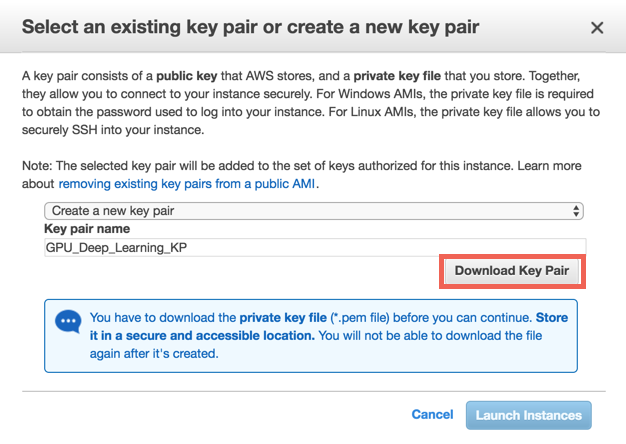 Select an existing key pair or create a new key pair
A key pair consists of a public key that AWS stores, and a private key file that you store. Together,
they allow you to connect to your instance securely. For Windows AMIs, the private key file is required
to obtain the password used to log into your instance. For Linux AMIs, the private key file allows you to
securely SSH into your instance.
Note: The selected key pair will be added to the set of keys authorized for this instance. Learn more
about removing existing key pairs from a public AMI.
Create a new key pair
Key pair name
GPU_Deep_Learning_KP
Download Key Pair
You have to download the private key file (*.pem file) before you can continue. Store
it in a secure and accessible location. You will not be able to download the file
again after it's created.
Cancel Launch Instances